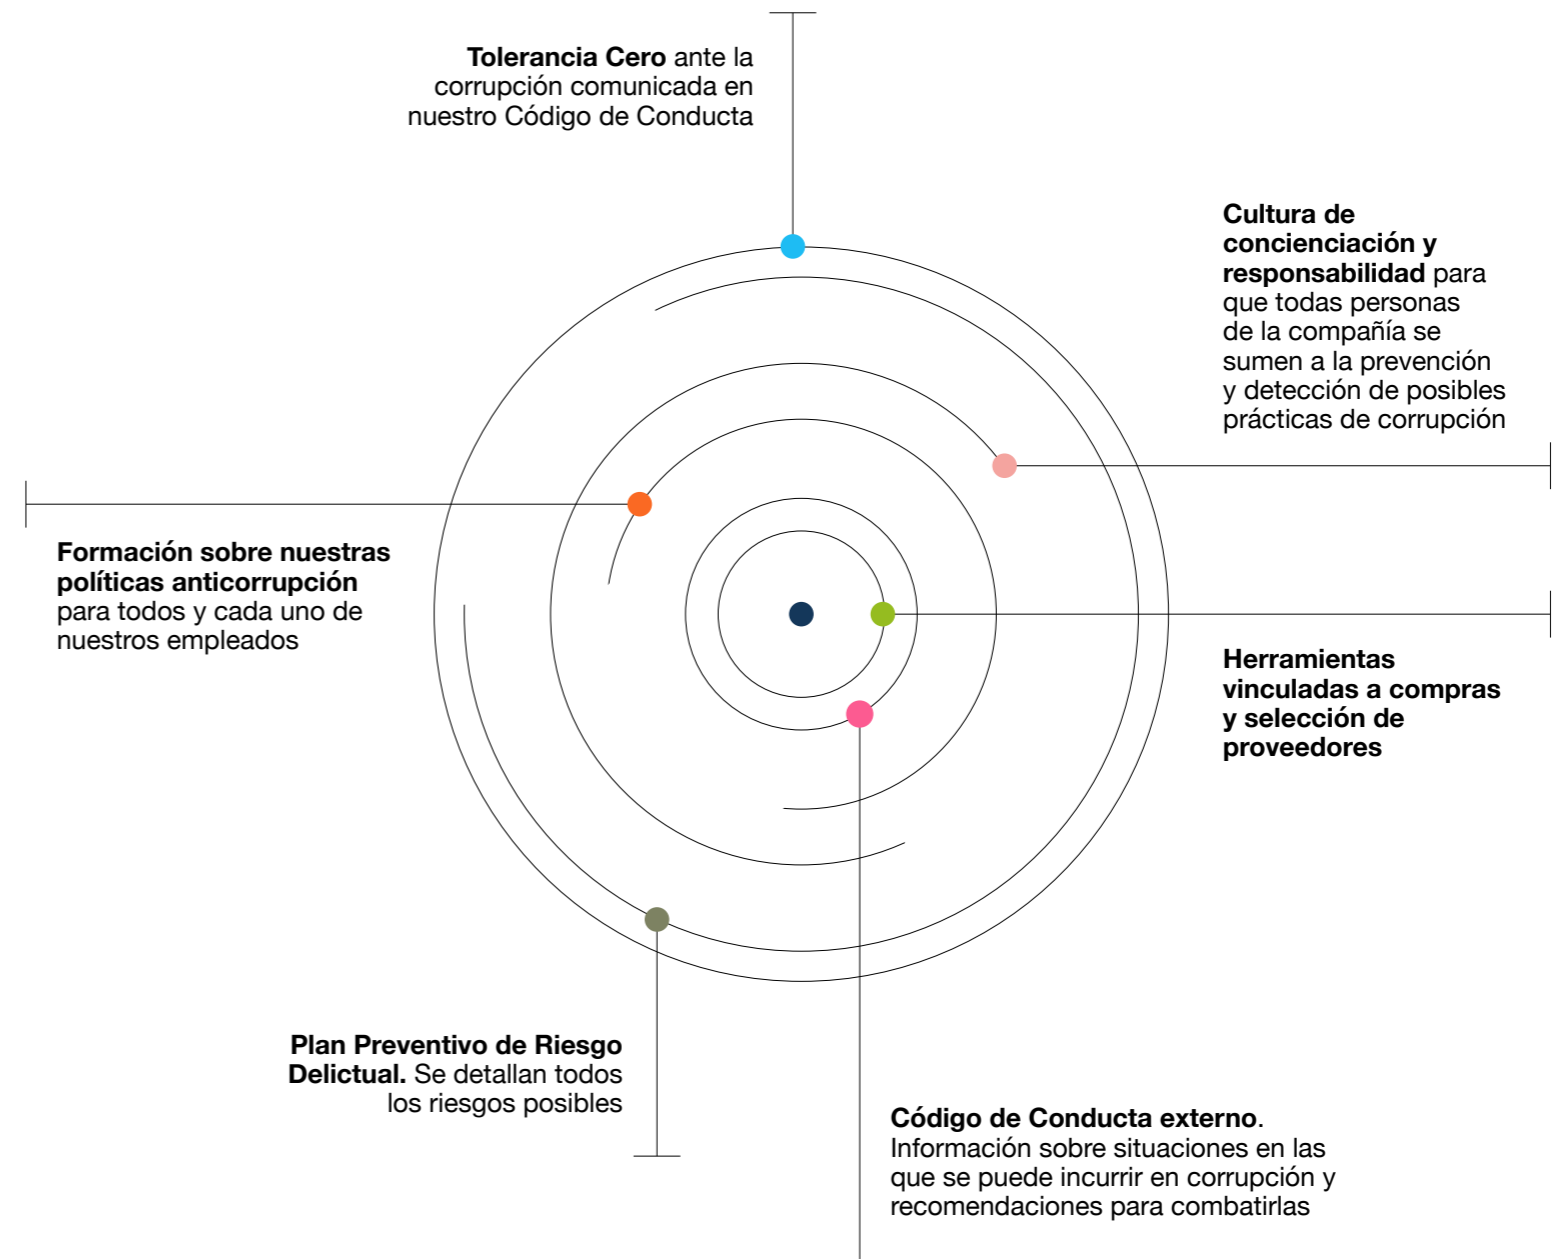 Tolerancia Cero ante la
corrupción comunicada en
nuestro Código de Conducta
Cultura de
concienciación y
responsabilidad para
que todas personas
de la compañía se
sumen a la prevención
y detección de posibles
prácticas de corrupción
Formación sobre nuestras
políticas anticorrupción
para todos y cada uno de
nuestros empleados
Herramientas
vinculadas a compras
y selección de
proveedores
Plan Preventivo de Riesgo
Delictual. Se detallan todos
los riesgos posibles
Código de Conducta externo.
Información sobre situaciones en las
que se puede incurrir en corrupción y
recomendaciones para combatirlas